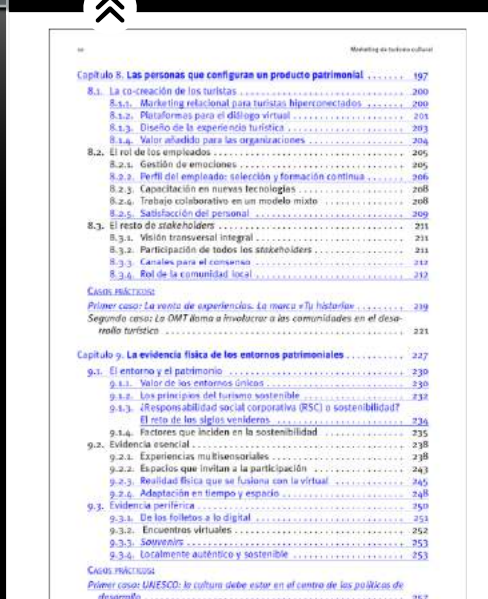 10 Marketing de turismo cultural
Capítulo 8. Las personas que configuran un producto patrimonial ....... 197
8.1. La co-creación de los turistas ................................ 200
8.1.1. Marketing relacional para turistas hiperconectados ....... 200
8.1.2. Plataformas para el diálogo virtual ..................... 201
8.1.3. Diseño de la experiencia turística ...................... 203
8.1.4. Valor añadido para las organizaciones .................. 204
8.2. El rol de los empleados ..................................... 205
8.2.1. Gestión de emociones ................................ 205
8.2.2. Perfil del empleado: selección y formación continua ...... 206
8.2.3. Capacitación en nuevas tecnologías .................... 208
8.2.4. Trabajo colaborativo en un modelo mixto ................ 208
8.2.5. Satisfacción del personal ............................. 209
8.3. El resto de stakeholders ..................................... 211
8.3.1. Visión transversal integral ............................. 211
8.3.2. Participación de todos los stakeholders ................. 211
8.3.3. Canales para el consenso ............................. 212
8.3.4. Rol de la comunidad local ............................. 212
CASOS PRÁCTICOS:
Primer caso: La venta de experiencias. La marca «Tu historia» ......... 219
Segundo caso: La OMT llama a involucrar a las comunidades en el desa-
rrollo turístico ............................................ 221
Capítulo 9. La evidencia física de los entornos patrimoniales ........... 227
9.1. El entorno y el patrimonio ................................... 230
9.1.1. Valor de los entornos únicos ........................... 230
9.1.2. Los principios del turismo sostenible ................... 232
9.1.3. ¿Responsabilidad social corporativa (RSC) o sostenibilidad?
El reto de los siglos venideros ......................... 234
9.1.4. Factores que inciden en la sostenibilidad ............... 235
9.2. Evidencia esencial .......................................... 238
9.2.1. Experiencias multisensoriales .......................... 238
9.2.2. Espacios que invitan a la participación ................. 243
9.2.3. Realidad física que se fusiona con la virtual .............. 245
9.2.4. Adaptación en tiempo y espacio ........................ 248
9.3. Evidencia periférica ......................................... 250
9.3.1. De los folletos a lo digital .............................. 251
9.3.2. Encuentros virtuales .................................. 252
9.3.3. Souvenirs ............................................ 253
9.3.4. Localmente auténtico y sostenible ...................... 253
CASOS PRÁCTICOS:
Primer caso: UNESCO: la cultura debe estar en el centro de las políticas de
desarrollo ................................................ 257